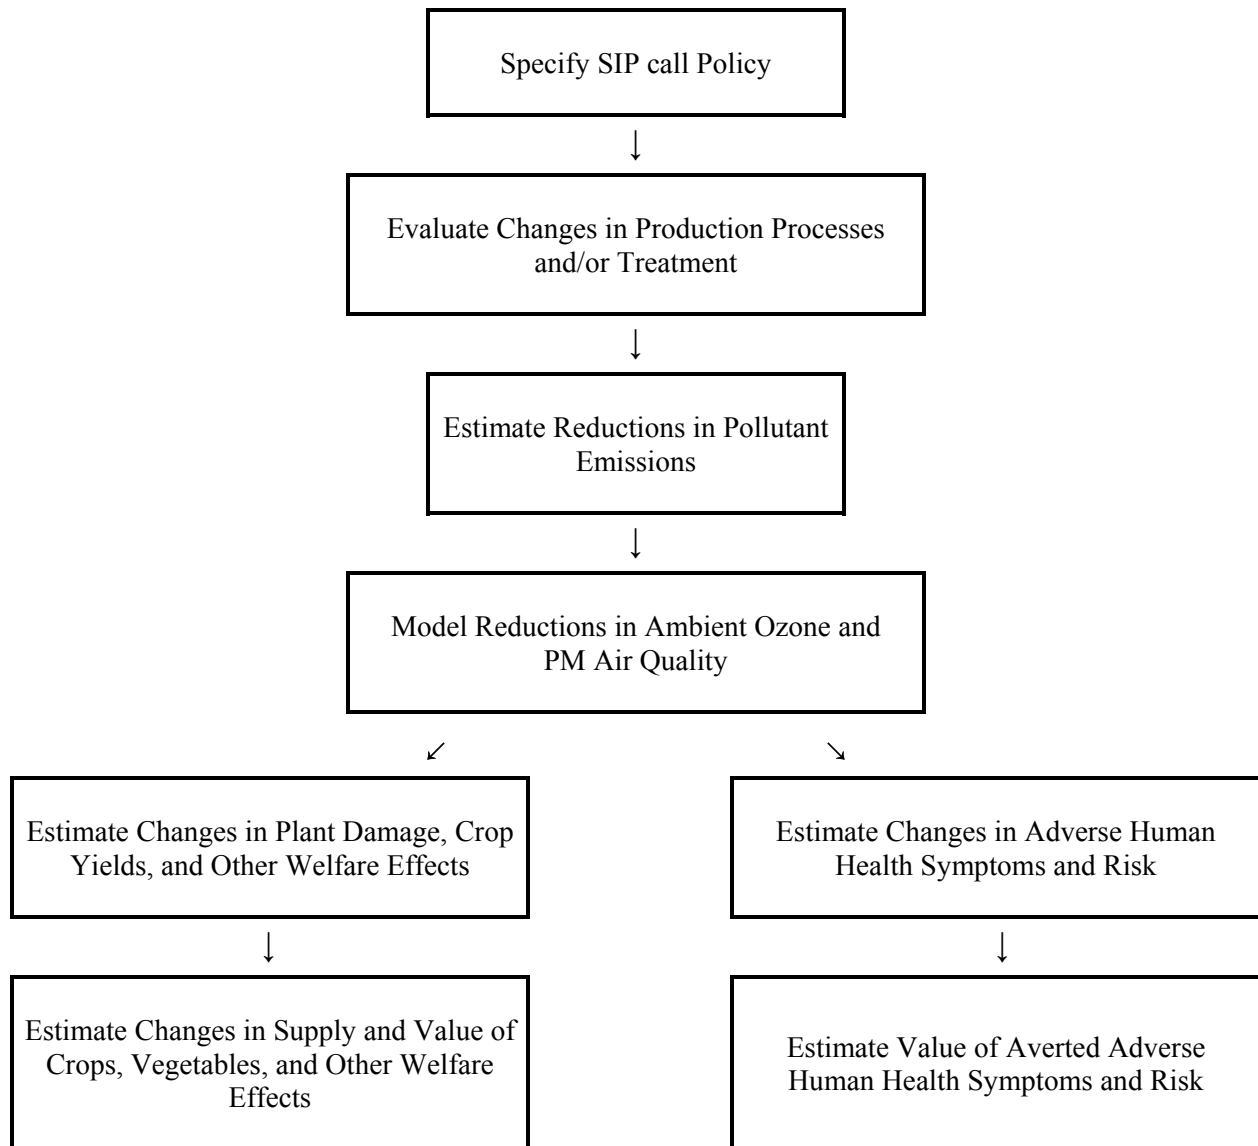 Specify SIP call Policy
↓
Evaluate Changes in Production Processes
and/or Treatment
↓
Estimate Reductions in Pollutant
Emissions
↓
Model Reductions in Ambient Ozone and
PM Air Quality
↙ ↘
Estimate Changes in Plant Damage, Crop
Yields, and Other Welfare Effects
↓
Estimate Changes in Supply and Value of
Crops, Vegetables, and Other Welfare
Effects
Estimate Changes in Adverse Human
Health Symptoms and Risk
↓
Estimate Value of Averted Adverse
Human Health Symptoms and Risk